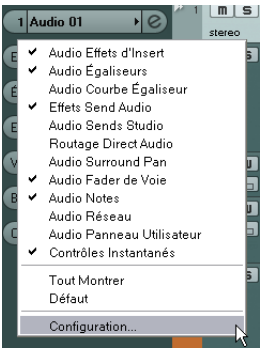 1 Audio 01 e 1 m s
stereo
Audio Effets d'Insert
Audio Égaliseurs
Audio Courbe Égaliseur
Effets Send Audio
Audio Sends Studio
Routage Direct Audio
Audio Surround Pan
Audio Fader de Voie
Audio Notes
Audio Réseau
Audio Panneau Utilisateur
Contrôles Instantanés
Tout Montrer
Défaut
Configuration...